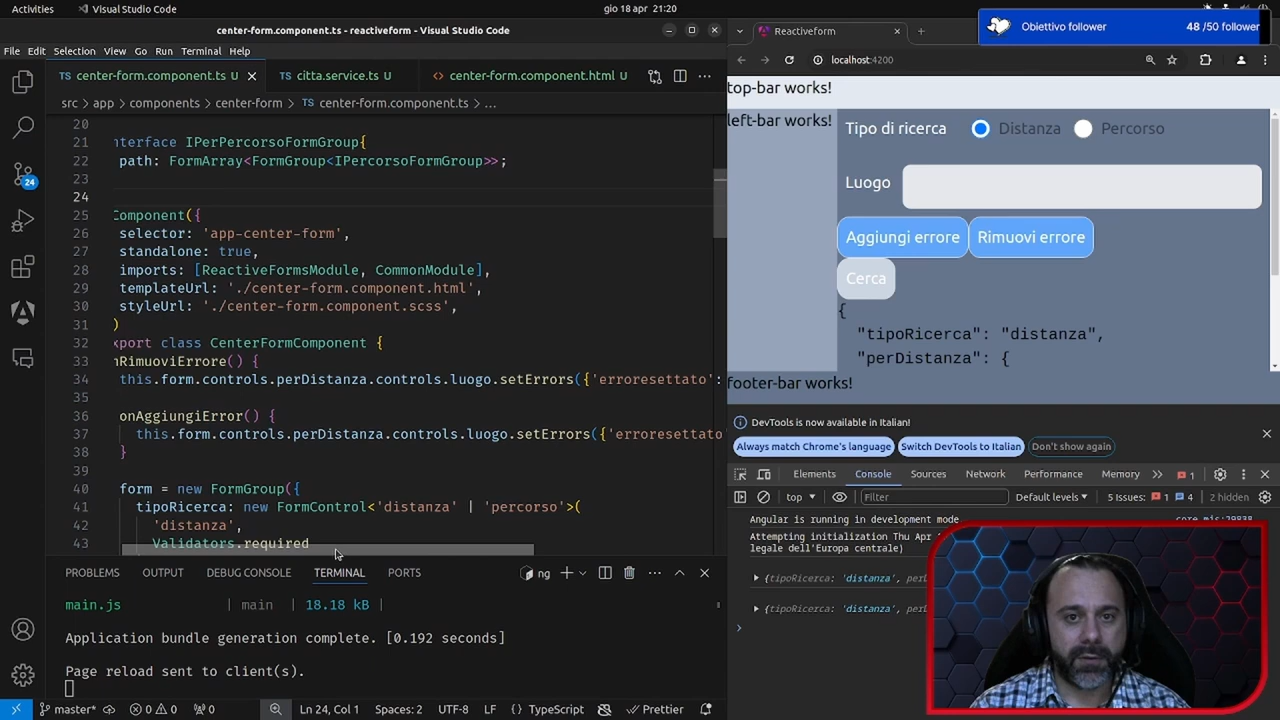 Activities
Visual Studio Code
gio 18 apr 21:20
center-form.component.ts - reactiveform - Visual Studio Code
File Edit Selection View Go Run Terminal Help
center-form.component.ts U
citta.service.ts U
center-form.component.html U
src > app > components > center-form > TS center-form.component.ts > ...
20
21 nterface IPerPercorsoFormGroup{
22 path: FormArray<FormGroup<IPercorsoFormGroup>>;
23
24
25 Component({
26 selector: 'app-center-form',
27 standalone: true,
28 imports: [ReactiveFormsModule, CommonModule],
29 templateUrl: './center-form.component.html',
30 styleUrl: './center-form.component.scss',
31 )
32 xport class CenterFormComponent {
33 nRimuoviErrore() {
34 this.form.controls.perDistanza.controls.luogo.setErrors({'erroresettato':
35
36 onAggiungiError() {
37 this.form.controls.perDistanza.controls.luogo.setErrors({'erroresettato
38 }
39
40 form = new FormGroup({
41 tipoRicerca: new FormControl<'distanza' | 'percorso'>(
42 'distanza',
43 Validators.required
PROBLEMS OUTPUT DEBUG CONSOLE TERMINAL PORTS
ng
main.js | main | 18.18 kB |
Application bundle generation complete. [0.192 seconds]
Page reload sent to client(s).
master* 0 0 0 Ln 24, Col 1 Spaces: 2 UTF-8 LF {} TypeScript Prettier
24
Reactiveform
Obiettivo follower 48 /50 follower
localhost:4200
top-bar works!
left-bar works!
Tipo di ricerca Distanza Percorso
Luogo
Aggiungi errore Rimuovi errore
Cerca
{
"tipoRicerca": "distanza",
"perDistanza": {
footer-bar works!
DevTools is now available in Italian!
Always match Chrome's language Switch DevTools to Italian Don't show again
Elements Console Sources Network Performance Memory 1
top Filter Default levels 5 Issues: 1 4 2 hidden
Angular is running in development mode core.mjs:29838
Attempting initialization Thu Apr
legale dell'Europa centrale)
{tipoRicerca: 'distanza',
{tipoRicerca: 'distanza',